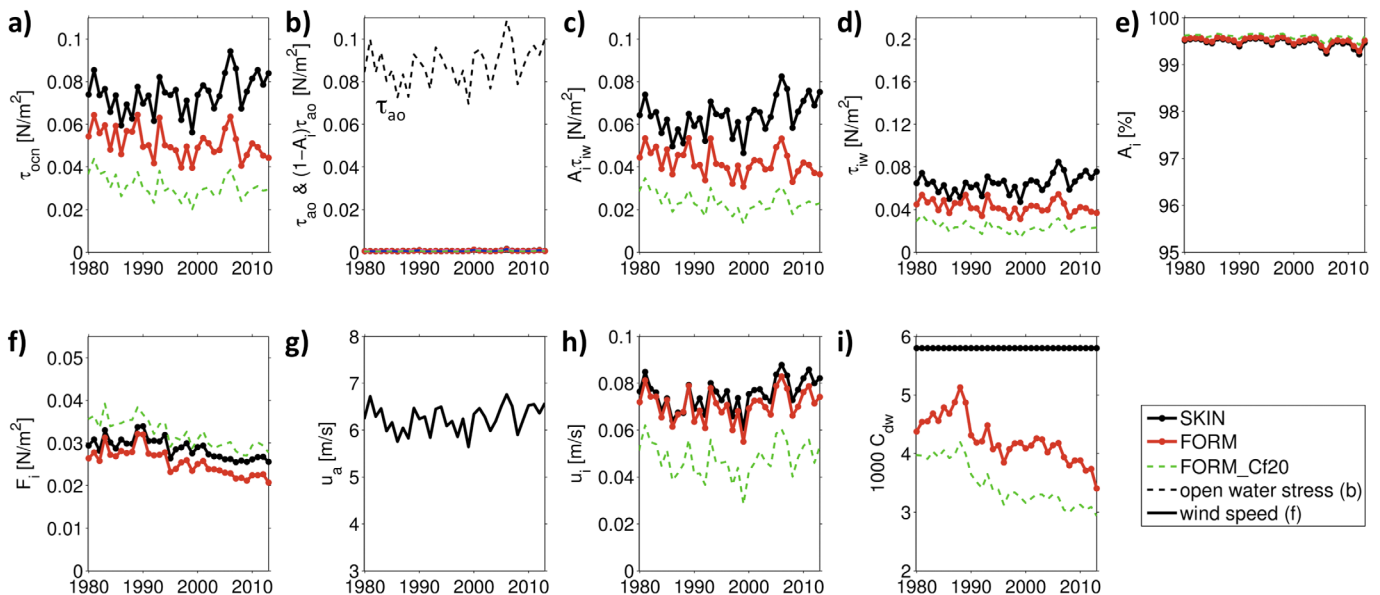 a)
τocn [N/m²]
0.1
0.08
0.06
0.04
0.02
0
1980 1990 2000 2010
b)
τao & (1−Ai)τao [N/m²]
0.1
0.08
0.06
0.04
0.02
0
τao
1980 1990 2000 2010
c)
Aiτiw [N/m²]
0.1
0.08
0.06
0.04
0.02
0
1980 1990 2000 2010
d)
τiw [N/m²]
0.2
0.16
0.12
0.08
0.04
0
1980 1990 2000 2010
e)
Ai [%]
100
99
98
97
96
95
1980 1990 2000 2010
f)
Fi [N/m²]
0.05
0.04
0.03
0.02
0.01
0
1980 1990 2000 2010
g)
ua [m/s]
8
7
6
5
4
3
1980 1990 2000 2010
h)
ui [m/s]
0.1
0.08
0.06
0.04
0.02
0
1980 1990 2000 2010
i)
1000 Cdw
6
5
4
3
2
1980 1990 2000 2010
SKIN
FORM
FORM_Cf20
open water stress (b)
wind speed (f)